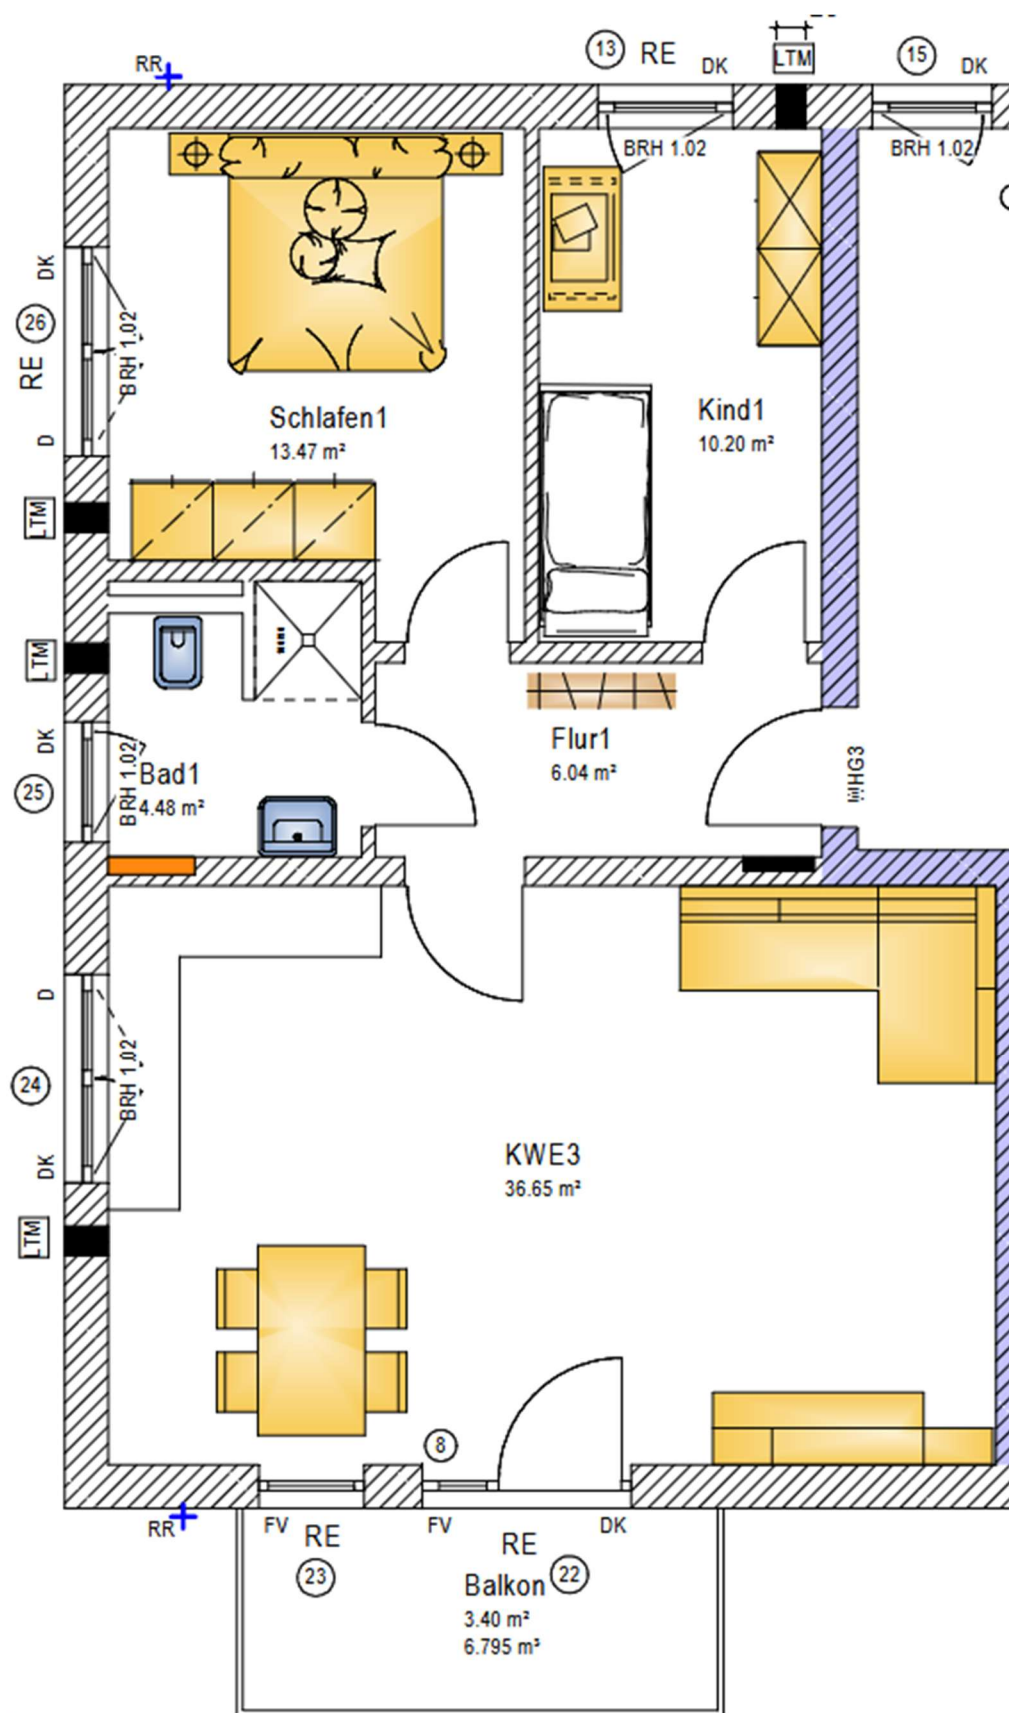 13
RE
DK
LTM
15
DK
RR
BRH 1.02
BRH 1.02
DK
26
BRH 1.02
RE
D
Schlafen1
13.47 m²
Kind1
10.20 m²
LTM
LTM
DK
25
BRH 1.02
Bad1
4.48 m²
Flur1
6.04 m²
D
24
BRH 1.02
DK
KWE3
36.65 m²
LTM
8
RR
FV
RE
23
FV
RE
22
DK
Balkon
3.40 m²
6.795 m²